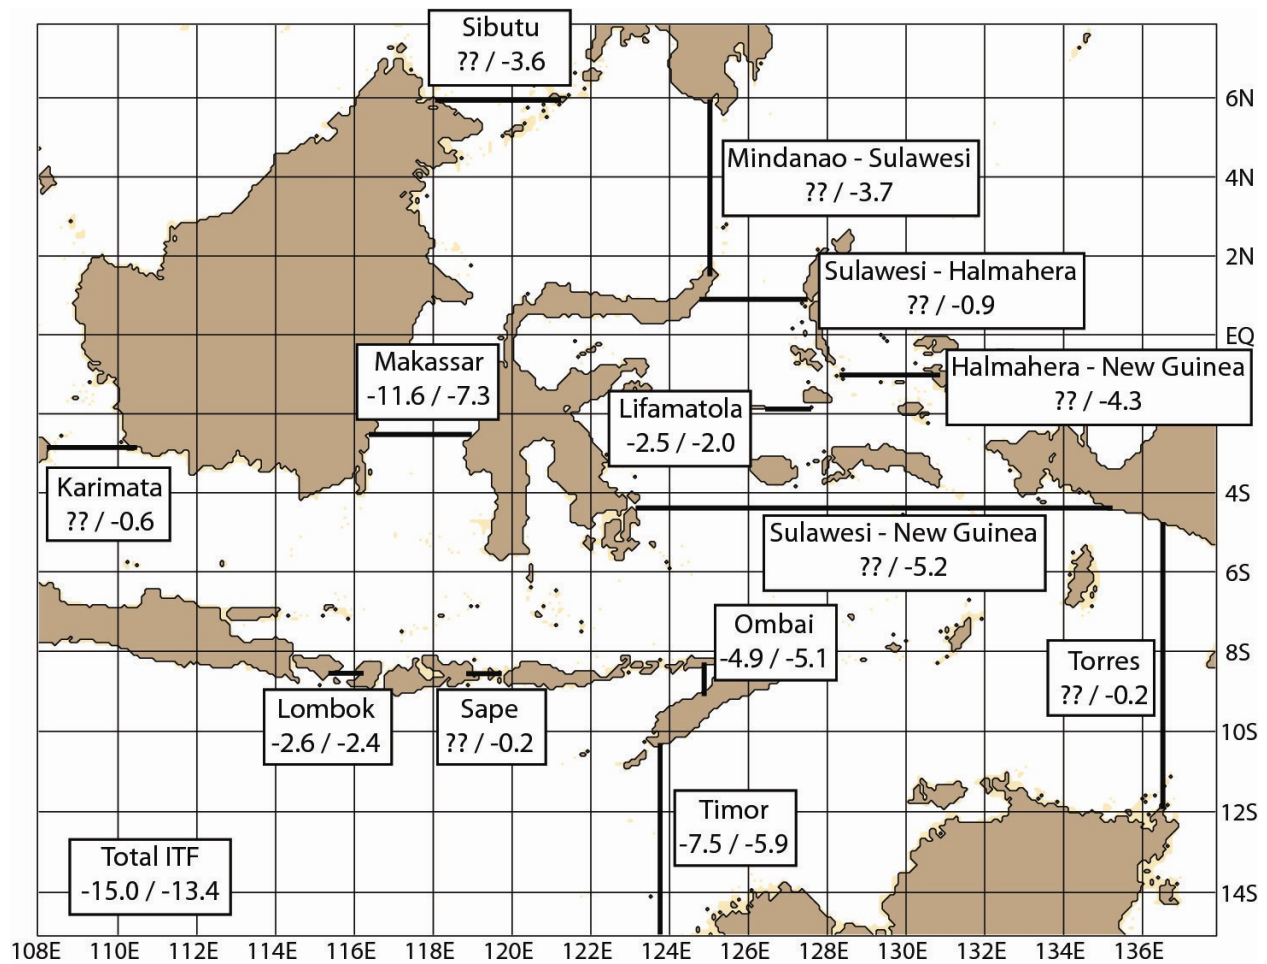 Sibutu
?? / -3.6
6N
Mindanao - Sulawesi
?? / -3.7
4N
2N
Sulawesi - Halmahera
?? / -0.9
EQ
Makassar
-11.6 / -7.3
Halmahera - New Guinea
?? / -4.3
Lifamatola
-2.5 / -2.0
Karimata
?? / -0.6
4S
Sulawesi - New Guinea
?? / -5.2
6S
Ombai
-4.9 / -5.1
8S
Torres
?? / -0.2
Lombok
-2.6 / -2.4
Sape
?? / -0.2
10S
Timor
-7.5 / -5.9
12S
Total ITF
-15.0 / -13.4
14S
108E 110E 112E 114E 116E 118E 120E 122E 126E 128E 130E 132E 134E 136E